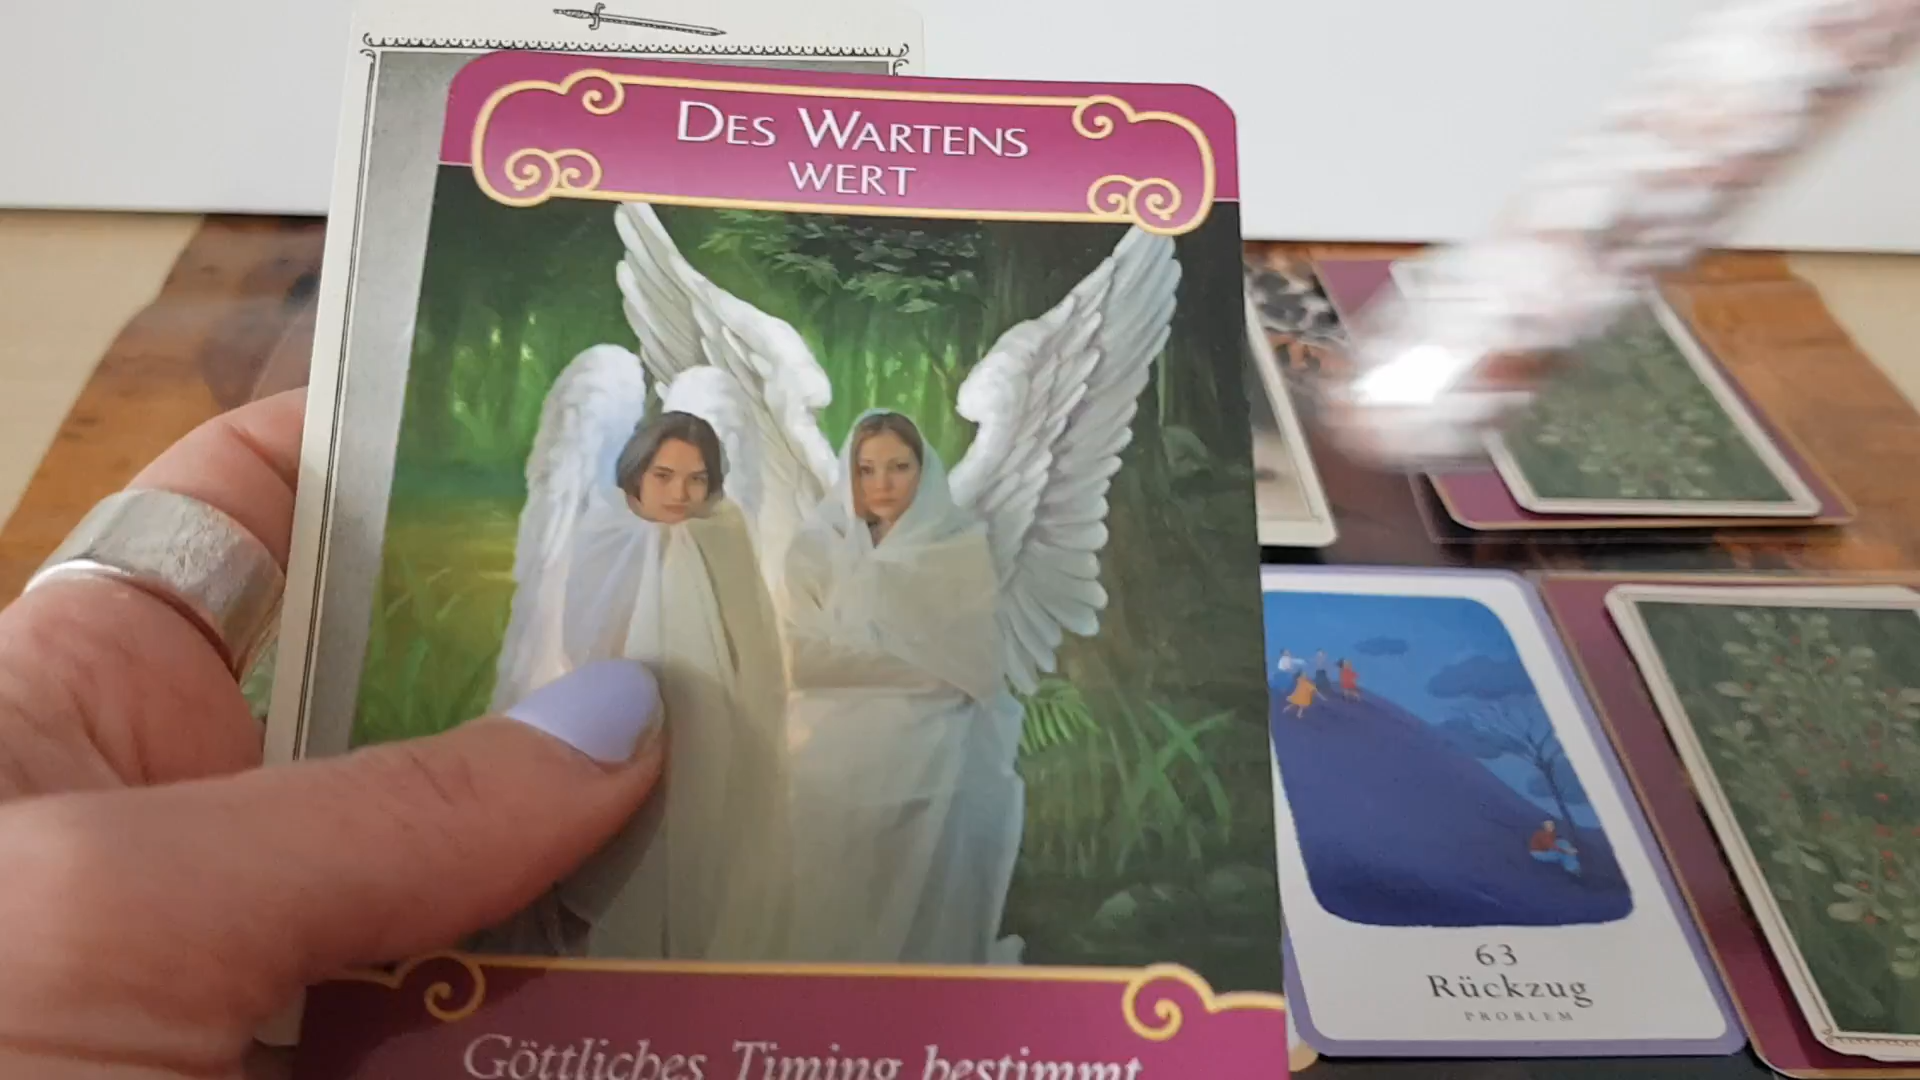 DES WARTENS
WERT
Göttliches Timing bestimmt
63
Rückzug
PROBLEM